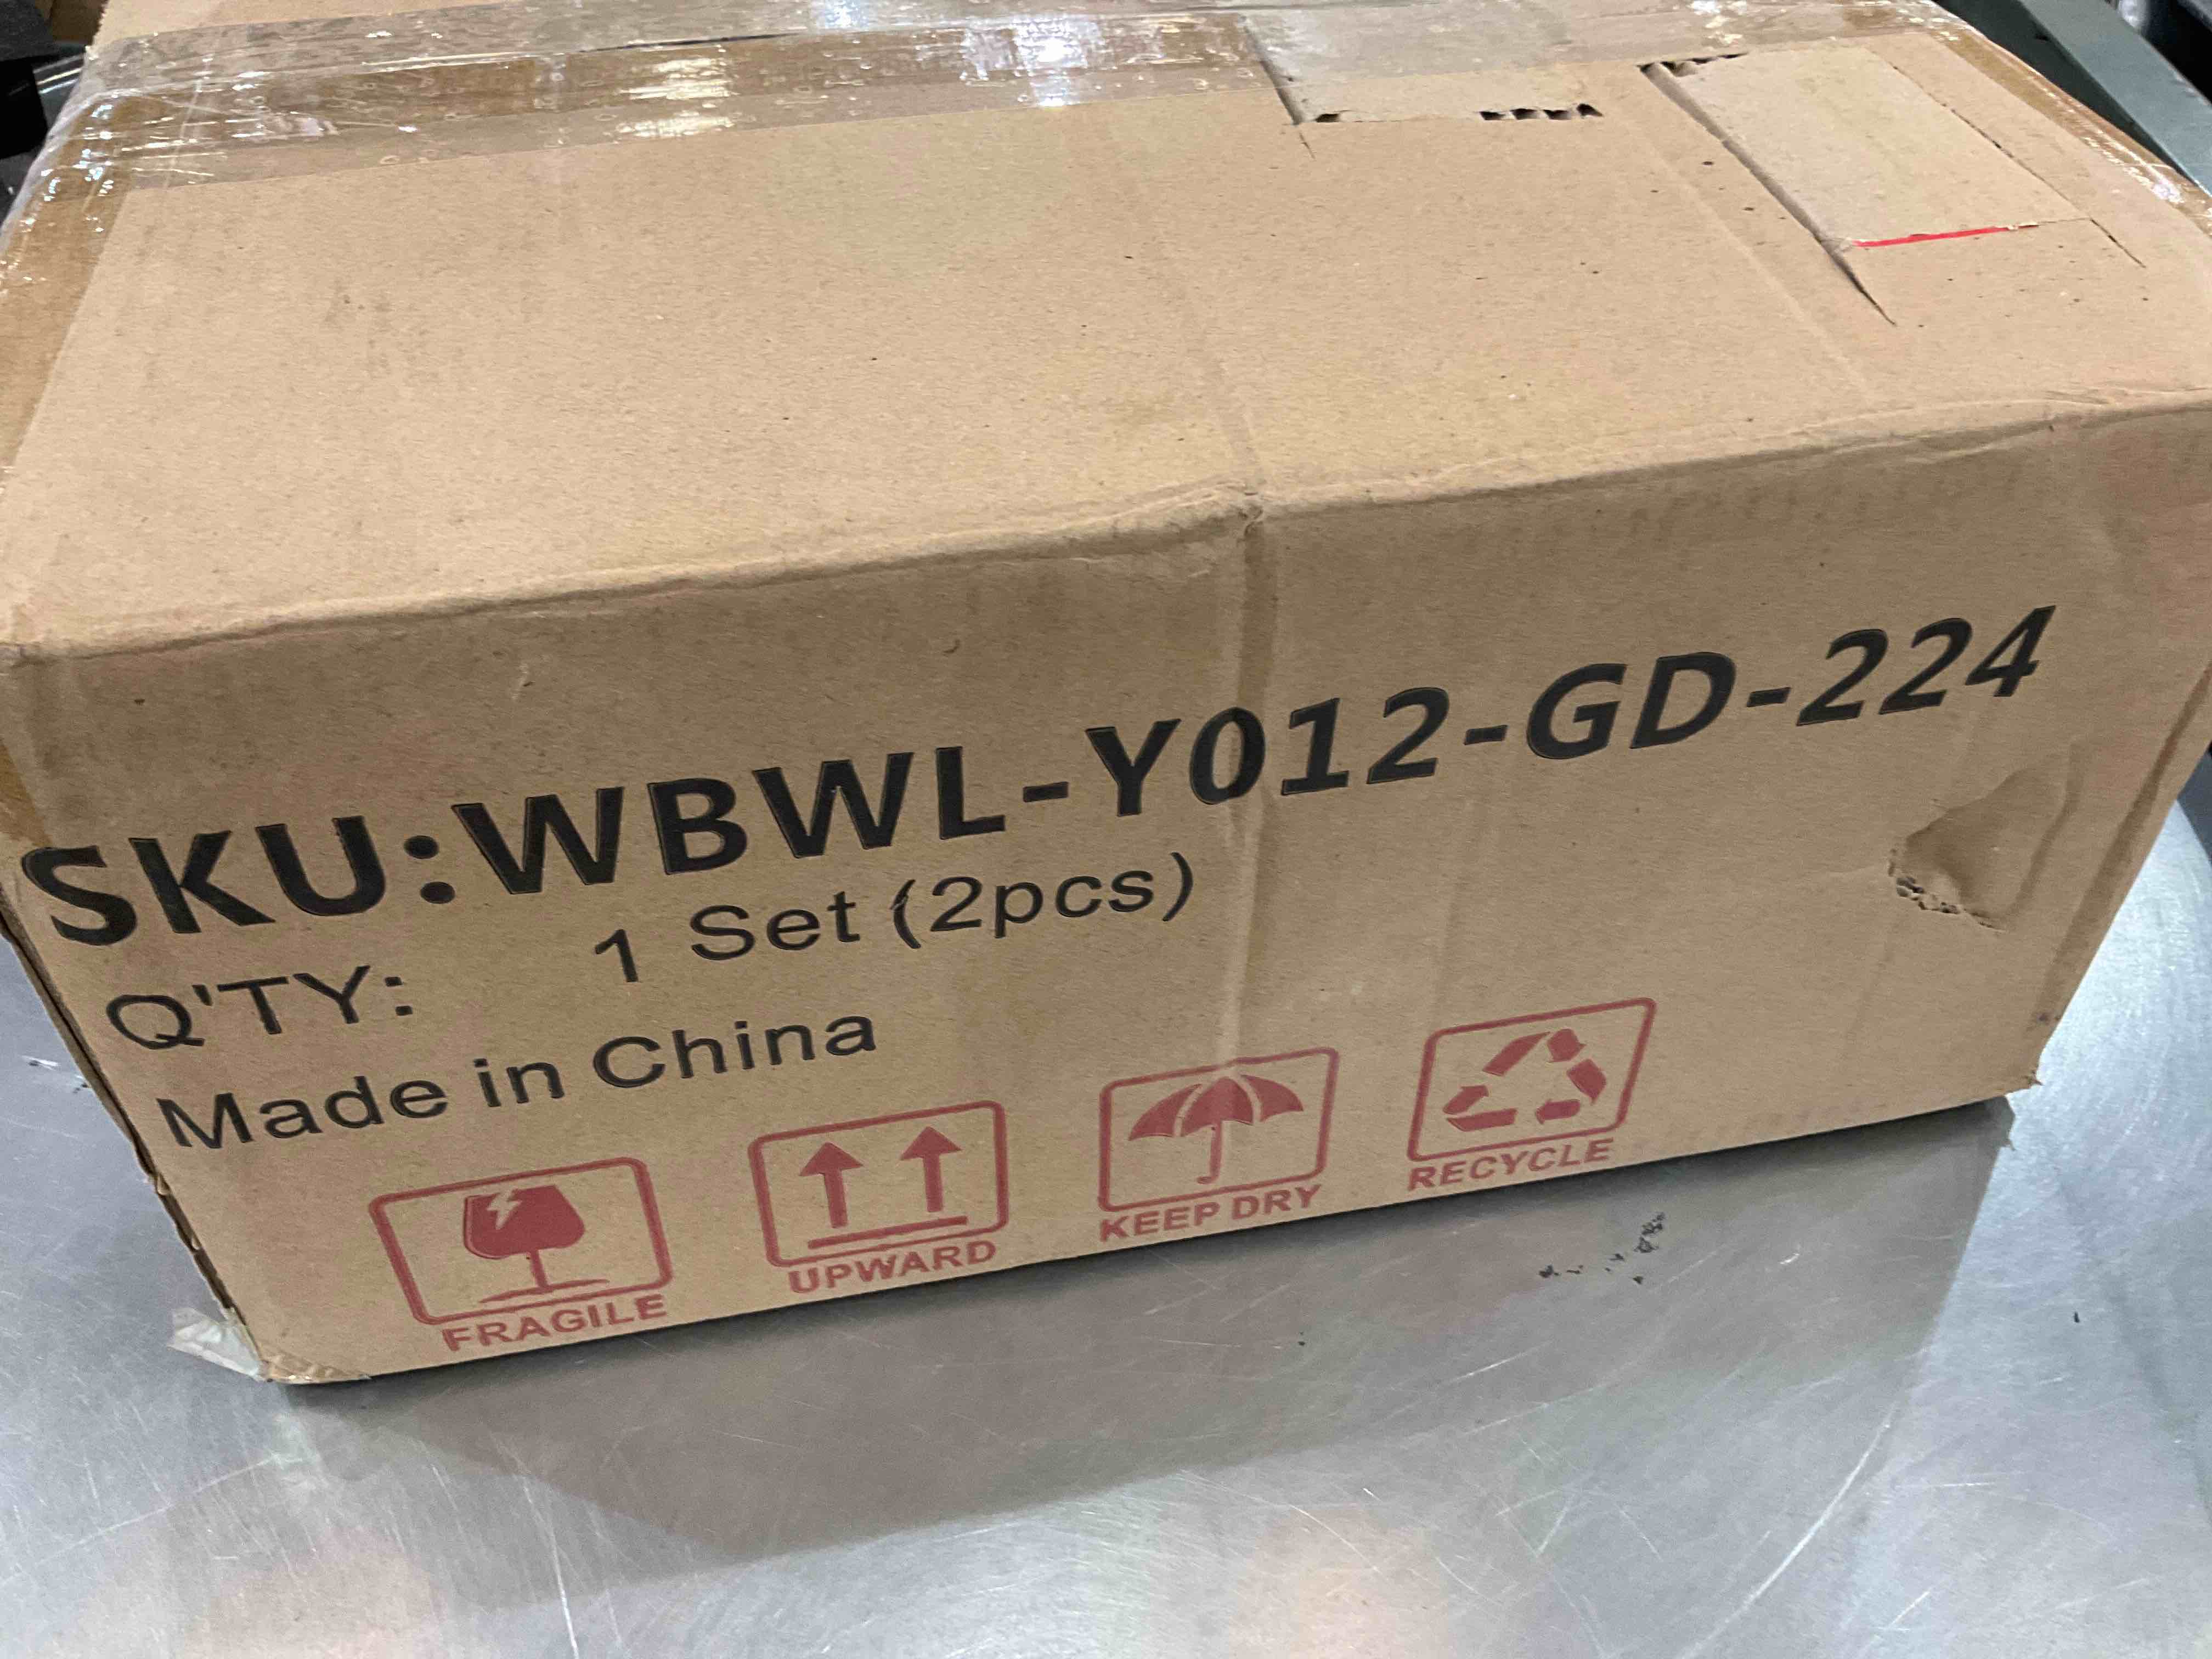 SKU:WBWL-Y012-GD-224
Q'TY: 1 Set (2pcs)
Made in China
FRAGILE
UPWARD
KEEP DRY
RECYCLE